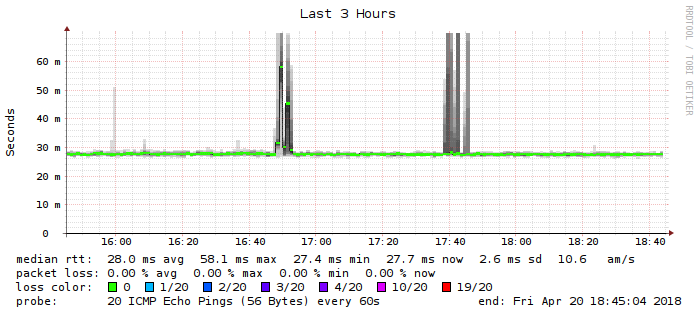 Last 3 Hours
RRDTOOL / TOBI OETIKER
Seconds
60 m
50 m
40 m
30 m
20 m
10 m
0
16:00 16:20 16:40 17:00 17:20 17:40 18:00 18:20 18:40
median rtt: 28.0 ms avg 58.1 ms max 27.4 ms min 27.7 ms now 2.6 ms sd 10.6 am/s
packet loss: 0.00 % avg 0.00 % max 0.00 % min 0.00 % now
loss color: 0 1/20 2/20 3/20 4/20 10/20 19/20
probe: 20 ICMP Echo Pings (56 Bytes) every 60s end: Fri Apr 20 18:45:04 2018